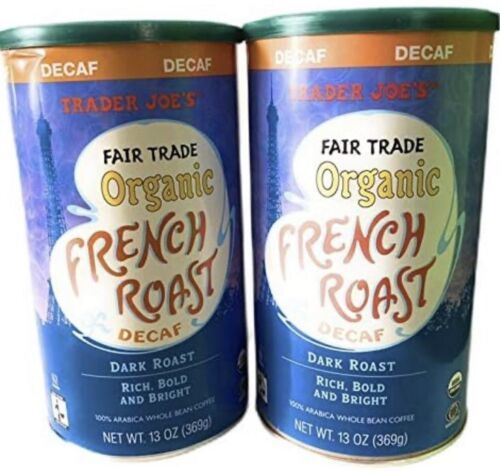 DECAF DECAF
TRADER JOE'S
FAIR TRADE
Organic
FRENCH
ROAST
DECAF
DARK ROAST
RICH, BOLD
AND BRIGHT
100% ARABICA WHOLE BEAN COFFEE
NET WT. 13 OZ (369g)
DECAF DECAF
TRADER JOE'S
FAIR TRADE
Organic
FRENCH
ROAST
DECAF
DARK ROAST
RICH, BOLD
AND BRIGHT
100% ARABICA WHOLE BEAN COFFEE
NET WT. 13 OZ (369g)